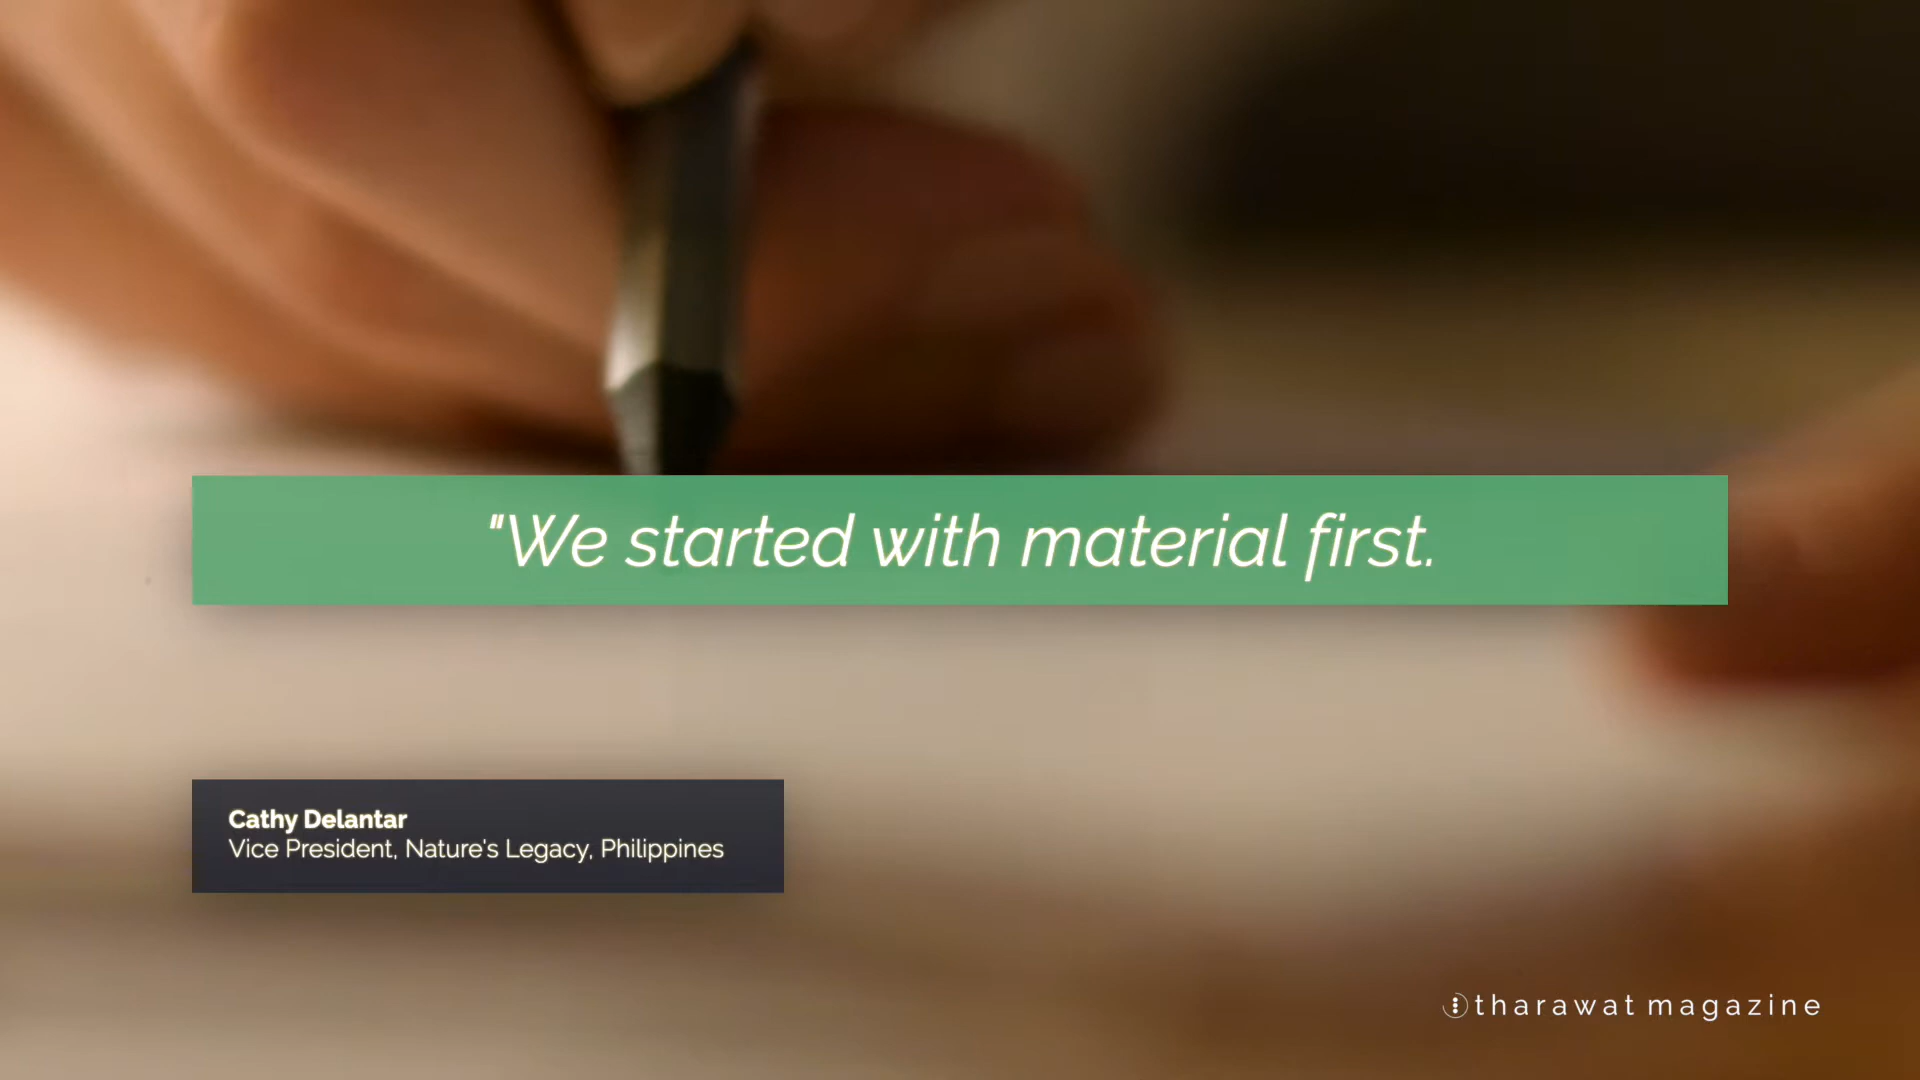 "We started with material first.
Cathy Delantar
Vice President, Nature's Legacy, Philippines
tharawat magazine